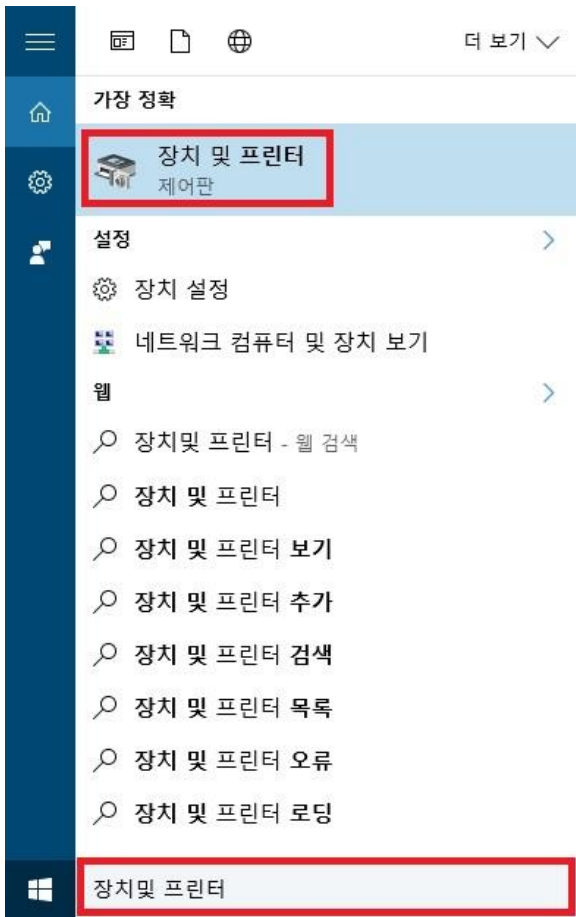 더 보기
가장 정확
장치 및 프린터
제어판
설정
장치 설정
네트워크 컴퓨터 및 장치 보기
웹
장치및 프린터 - 웹 검색
장치 및 프린터
장치 및 프린터 보기
장치 및 프린터 추가
장치 및 프린터 검색
장치 및 프린터 목록
장치 및 프린터 오류
장치 및 프린터 로딩
장치및 프린터